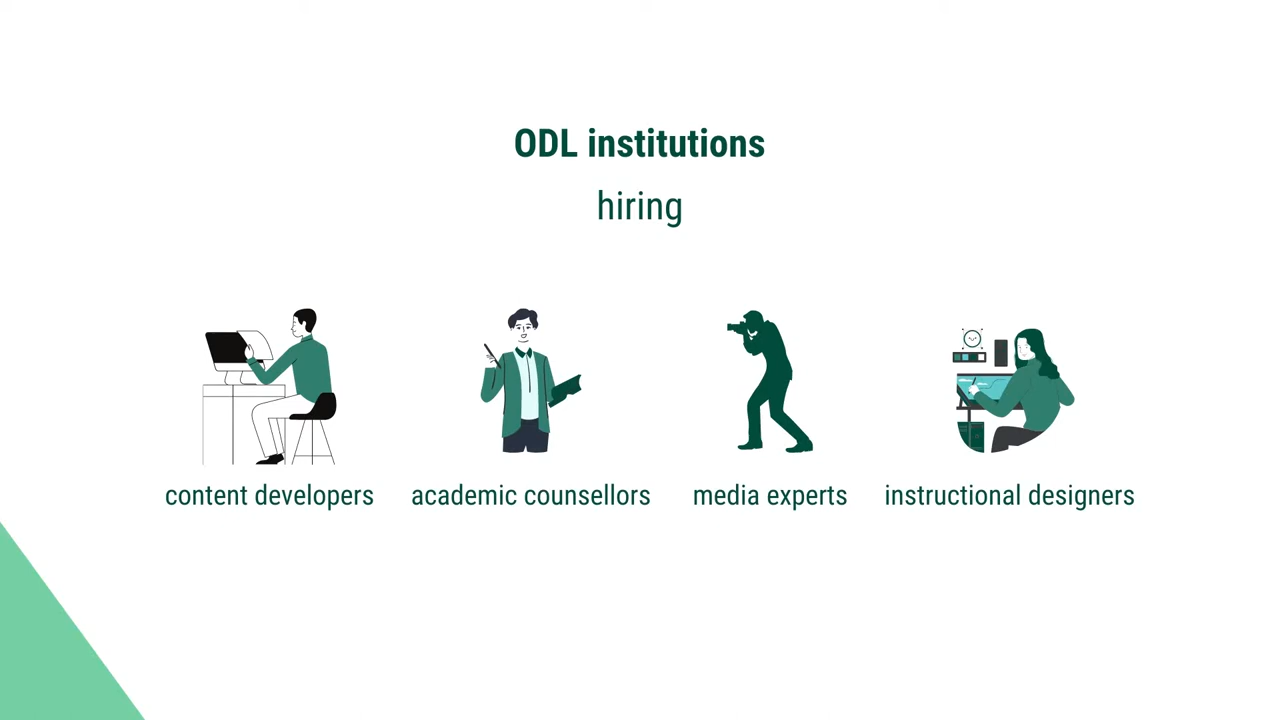 ODL institutions
hiring
content developers
academic counsellors
media experts
instructional designers